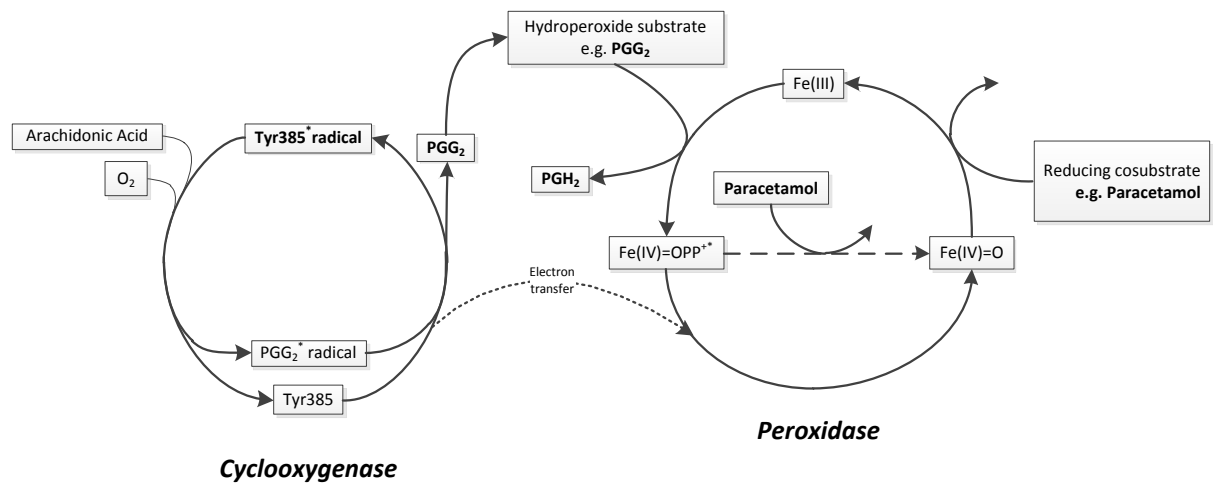 Hydroperoxide substrate
e.g. PGG₂
Fe(III)
Arachidonic Acid
Tyr385* radical
PGG₂
O₂
PGH₂
Paracetamol
Reducing cosubstrate
e.g. Paracetamol
Fe(IV)=OPP⁺*
Fe(IV)=O
Electron
transfer
PGG₂* radical
Tyr385
Peroxidase
Cyclooxygenase